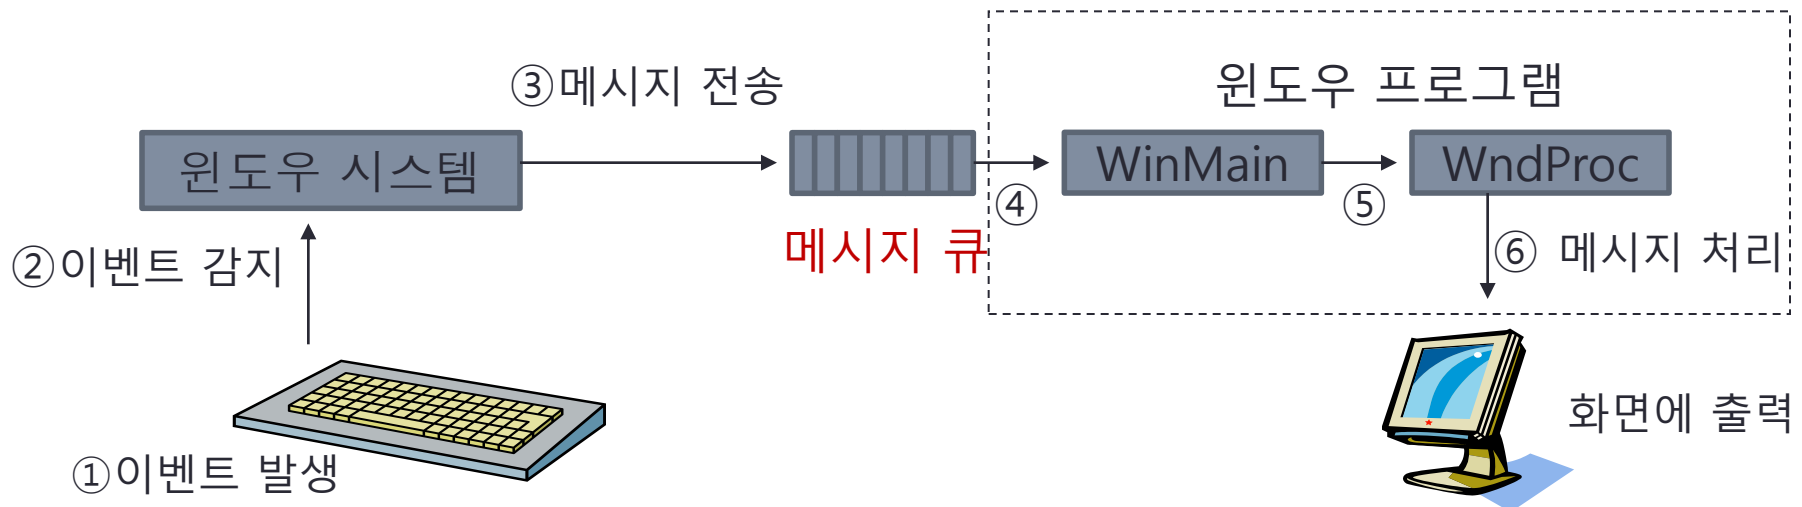 ③메시지 전송
윈도우 프로그램
윈도우 시스템
WinMain
WndProc
④
⑤
②이벤트 감지
메시지 큐
⑥ 메시지 처리
화면에 출력
①이벤트 발생